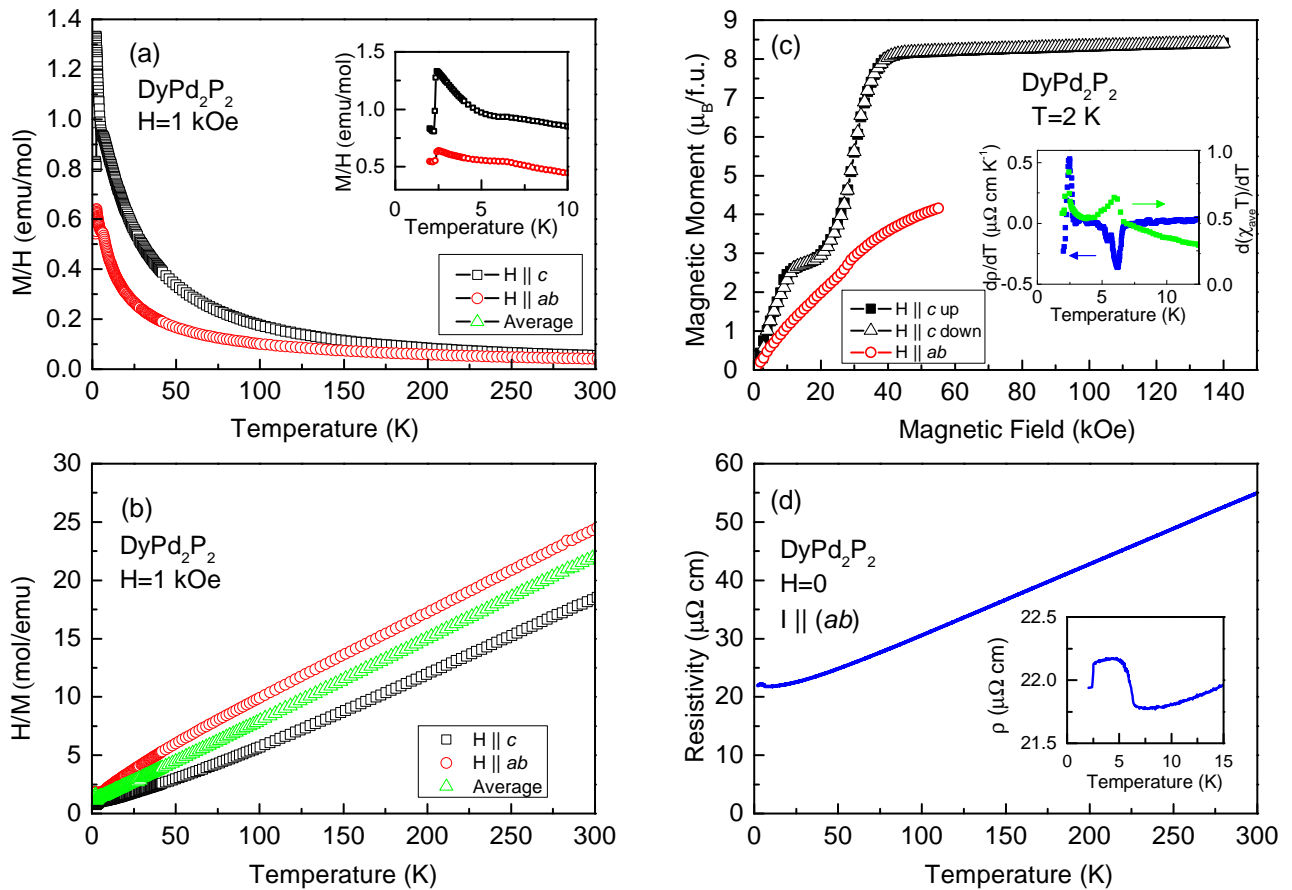 (a)
DyPd₂P₂
H=1 kOe
M/H (emu/mol)
1.4
1.2
1.0
0.8
0.6
0.4
0.2
0.0
0 50 100 150 200 250 300
Temperature (K)
M/H (emu/mol)
1.5
1.0
0.5
0 5 10
Temperature (K)
H || c
H || ab
Average
(c)
DyPd₂P₂
T=2 K
Magnetic Moment (μ_B/f.u.)
9
8
7
6
5
4
3
2
1
0
0 20 40 60 80 100 120 140
Magnetic Field (kOe)
dρ/dT (μΩ cm K⁻¹)
0.5
0.0
-0.5
5 10
Temperature (K)
1.0
0.5
0.0
d(χ_ave T)/dT
H || c up
H || c down
H || ab
(b)
DyPd₂P₂
H=1 kOe
H/M (mol/emu)
30
25
20
15
10
5
0
0 50 100 150 200 250 300
Temperature (K)
H || c
H || ab
Average
(d)
DyPd₂P₂
H=0
I || (ab)
Resistivity (μΩ cm)
60
50
40
30
20
10
0
0 50 100 150 200 250 300
Temperature (K)
ρ (μΩ cm)
22.5
22.0
21.5
0 5 10 15
Temperature (K)